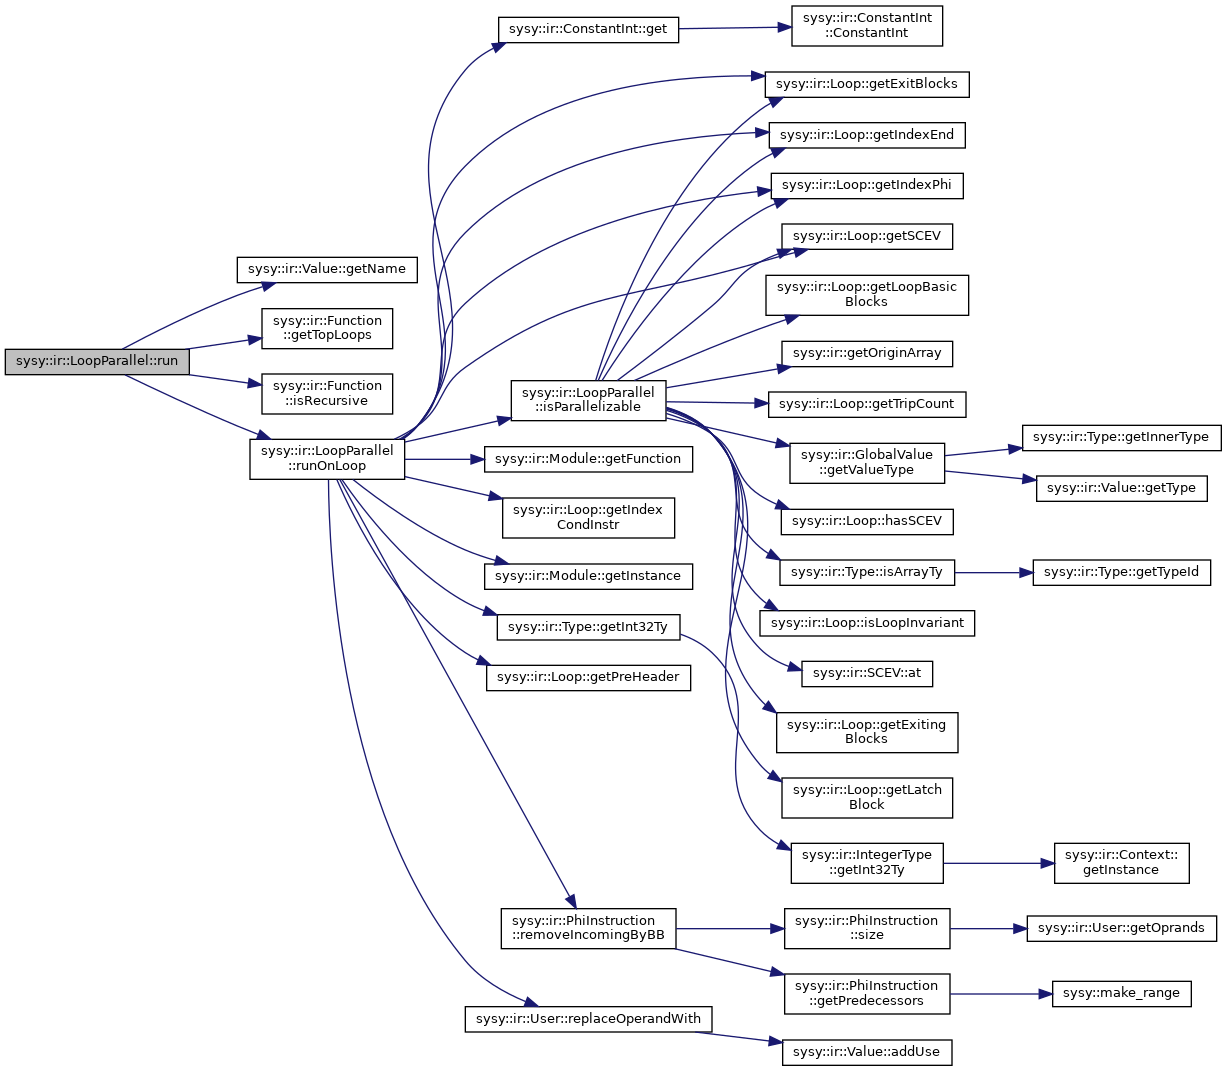 sysy::ir::LoopParallel::run
sysy::ir::Value::getName
sysy::ir::Function
::getTopLoops
sysy::ir::Function
::isRecursive
sysy::ir::LoopParallel
::runOnLoop
sysy::ir::ConstantInt::get
sysy::ir::LoopParallel
::isParallelizable
sysy::ir::Module::getFunction
sysy::ir::Loop::getIndex
CondInstr
sysy::ir::Module::getInstance
sysy::ir::Type::getInt32Ty
sysy::ir::Loop::getPreHeader
sysy::ir::PhiInstruction
::removeIncomingByBB
sysy::ir::User::replaceOperandWith
sysy::ir::ConstantInt
::ConstantInt
sysy::ir::Loop::getExitBlocks
sysy::ir::Loop::getIndexEnd
sysy::ir::Loop::getIndexPhi
sysy::ir::Loop::getSCEV
sysy::ir::Loop::getLoopBasic
Blocks
sysy::ir::getOriginArray
sysy::ir::Loop::getTripCount
sysy::ir::GlobalValue
::getValueType
sysy::ir::Loop::hasSCEV
sysy::ir::Type::isArrayTy
sysy::ir::Loop::isLoopInvariant
sysy::ir::SCEV::at
sysy::ir::Loop::getExiting
Blocks
sysy::ir::Loop::getLatch
Block
sysy::ir::IntegerType
::getInt32Ty
sysy::ir::PhiInstruction
::size
sysy::ir::PhiInstruction
::getPredecessors
sysy::ir::Value::addUse
sysy::ir::Type::getInnerType
sysy::ir::Value::getType
sysy::ir::Type::getTypeId
sysy::ir::Context::
getInstance
sysy::ir::User::getOprands
sysy::make_range